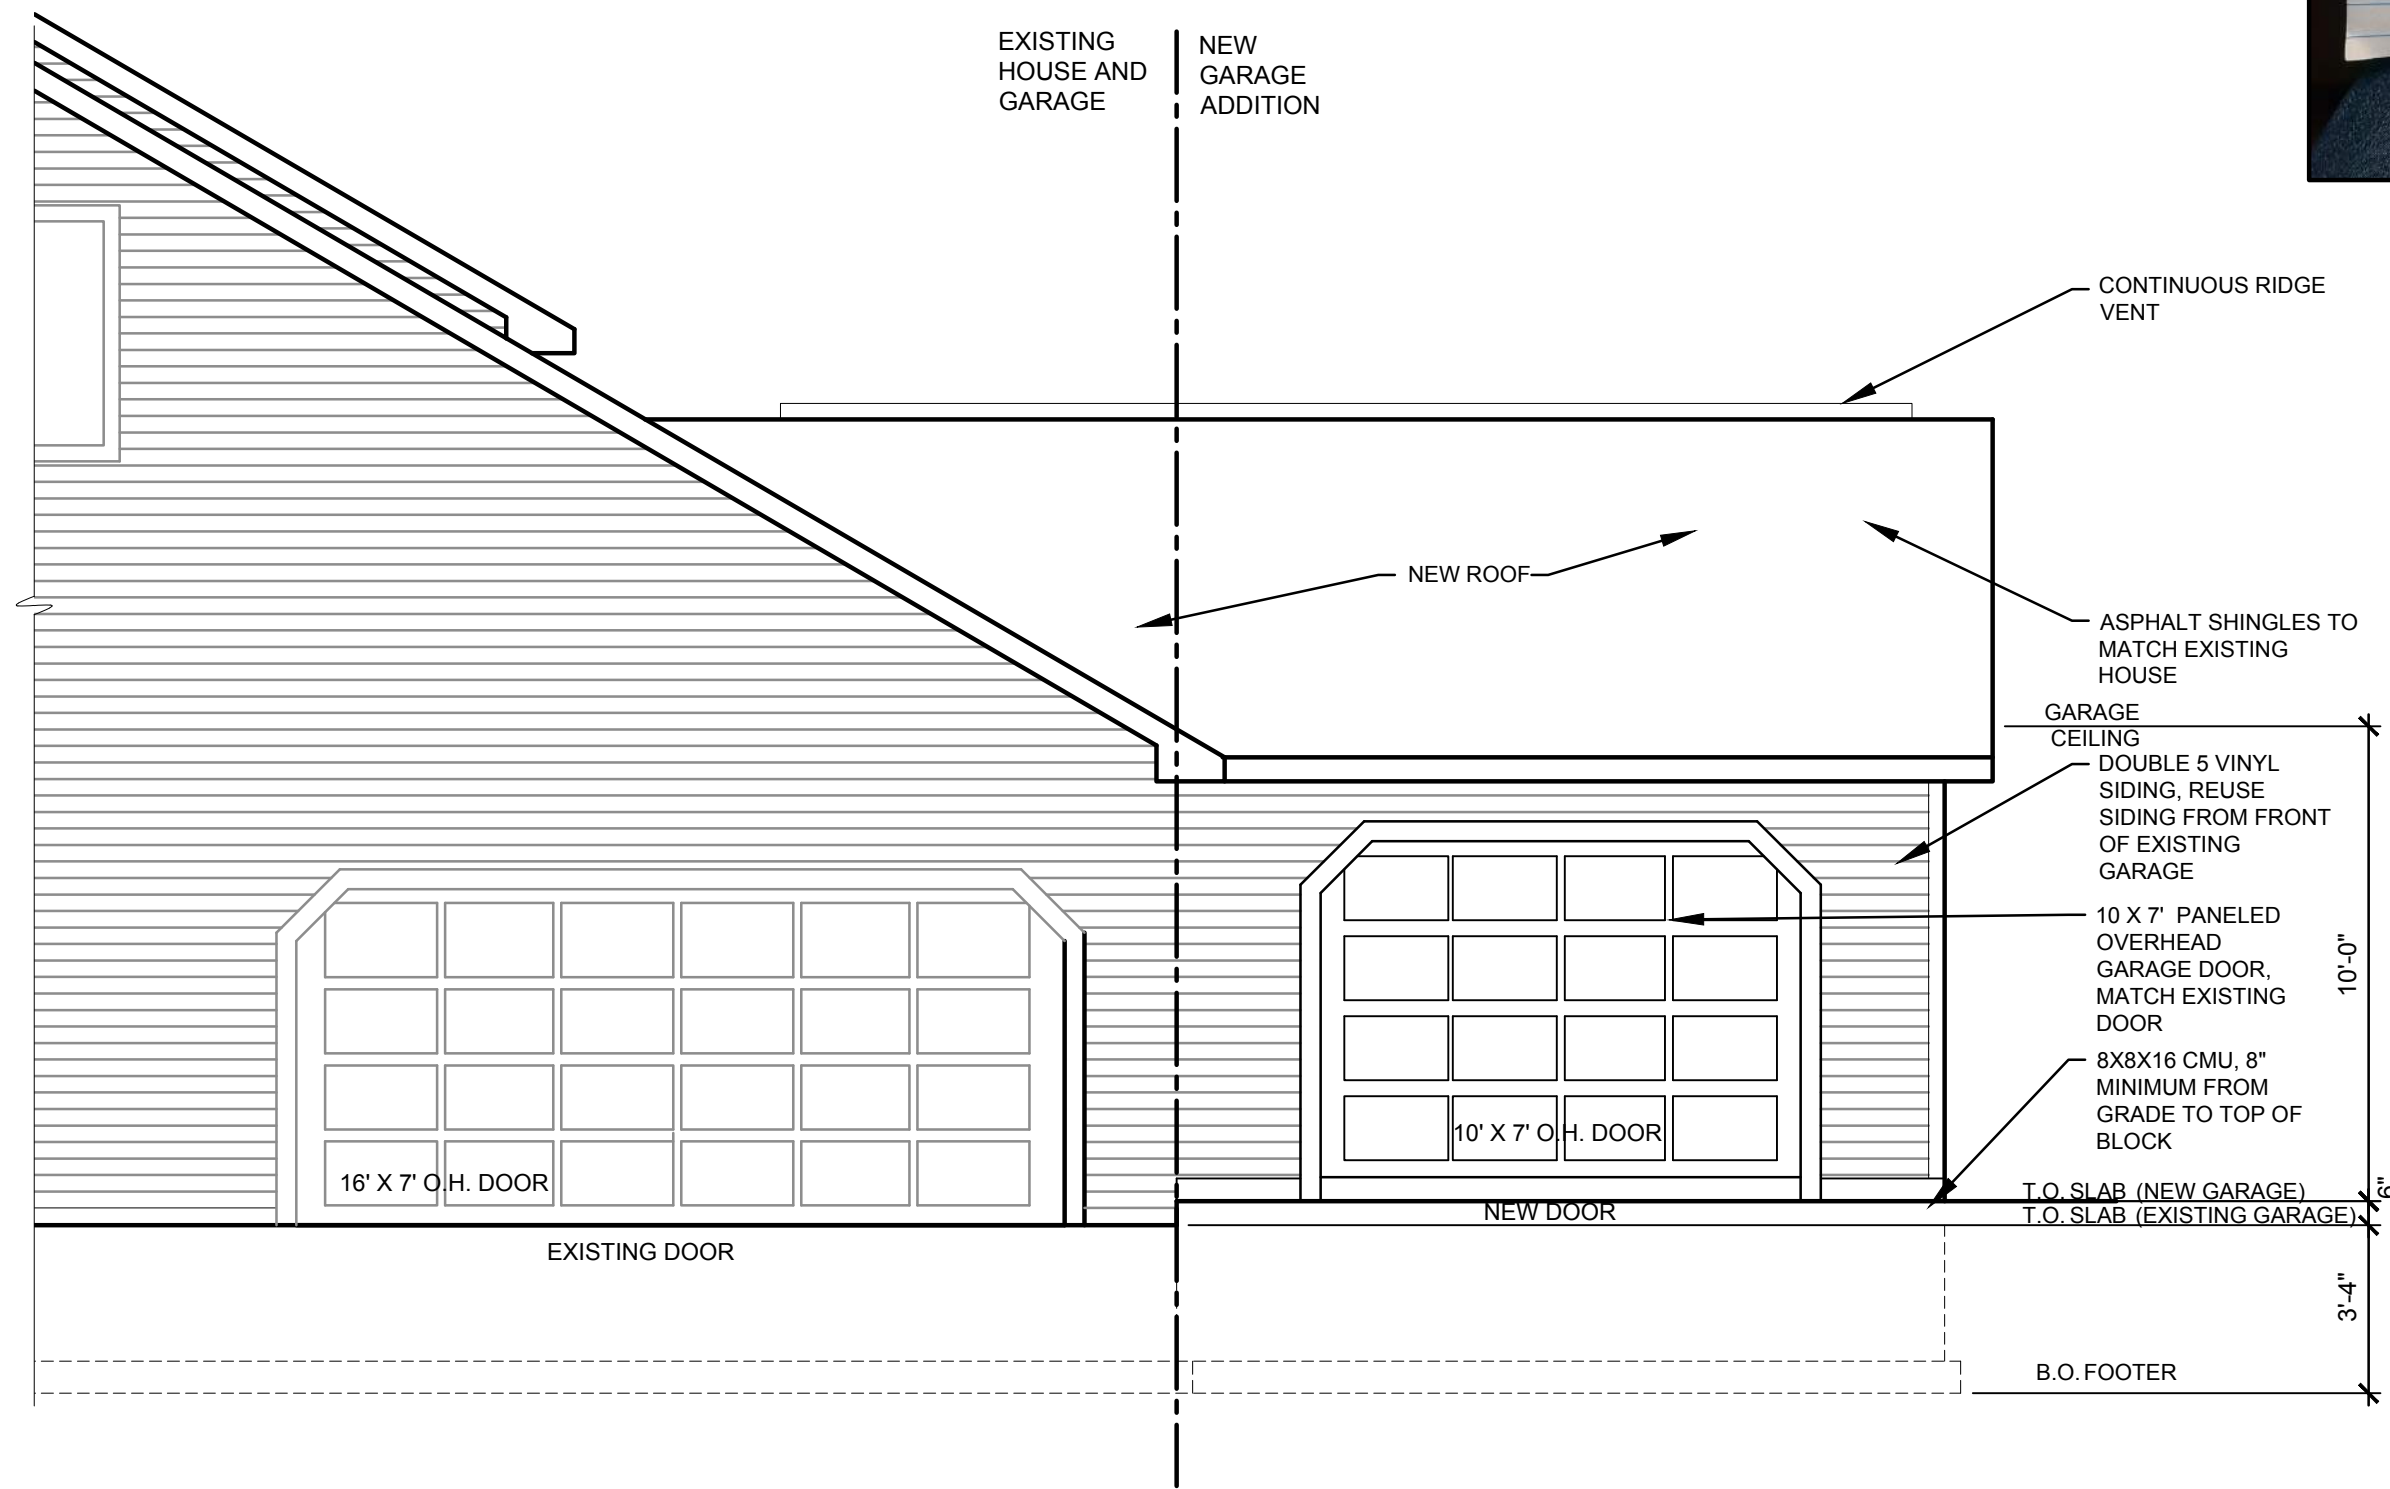 EXISTING
HOUSE AND
GARAGE
NEW
GARAGE
ADDITION
CONTINUOUS RIDGE
VENT
NEW ROOF
ASPHALT SHINGLES TO
MATCH EXISTING
HOUSE
GARAGE
CEILING
DOUBLE 5 VINYL
SIDING, REUSE
SIDING FROM FRONT
OF EXISTING
GARAGE
10 X 7' PANELED
OVERHEAD
GARAGE DOOR,
MATCH EXISTING
DOOR
10'-0"
8X8X16 CMU, 8"
MINIMUM FROM
GRADE TO TOP OF
BLOCK
10' X 7' O.H. DOOR
16' X 7' O.H. DOOR
T.O. SLAB (NEW GARAGE)
6"
NEW DOOR
T.O. SLAB (EXISTING GARAGE)
EXISTING DOOR
3'-4"
B.O. FOOTER